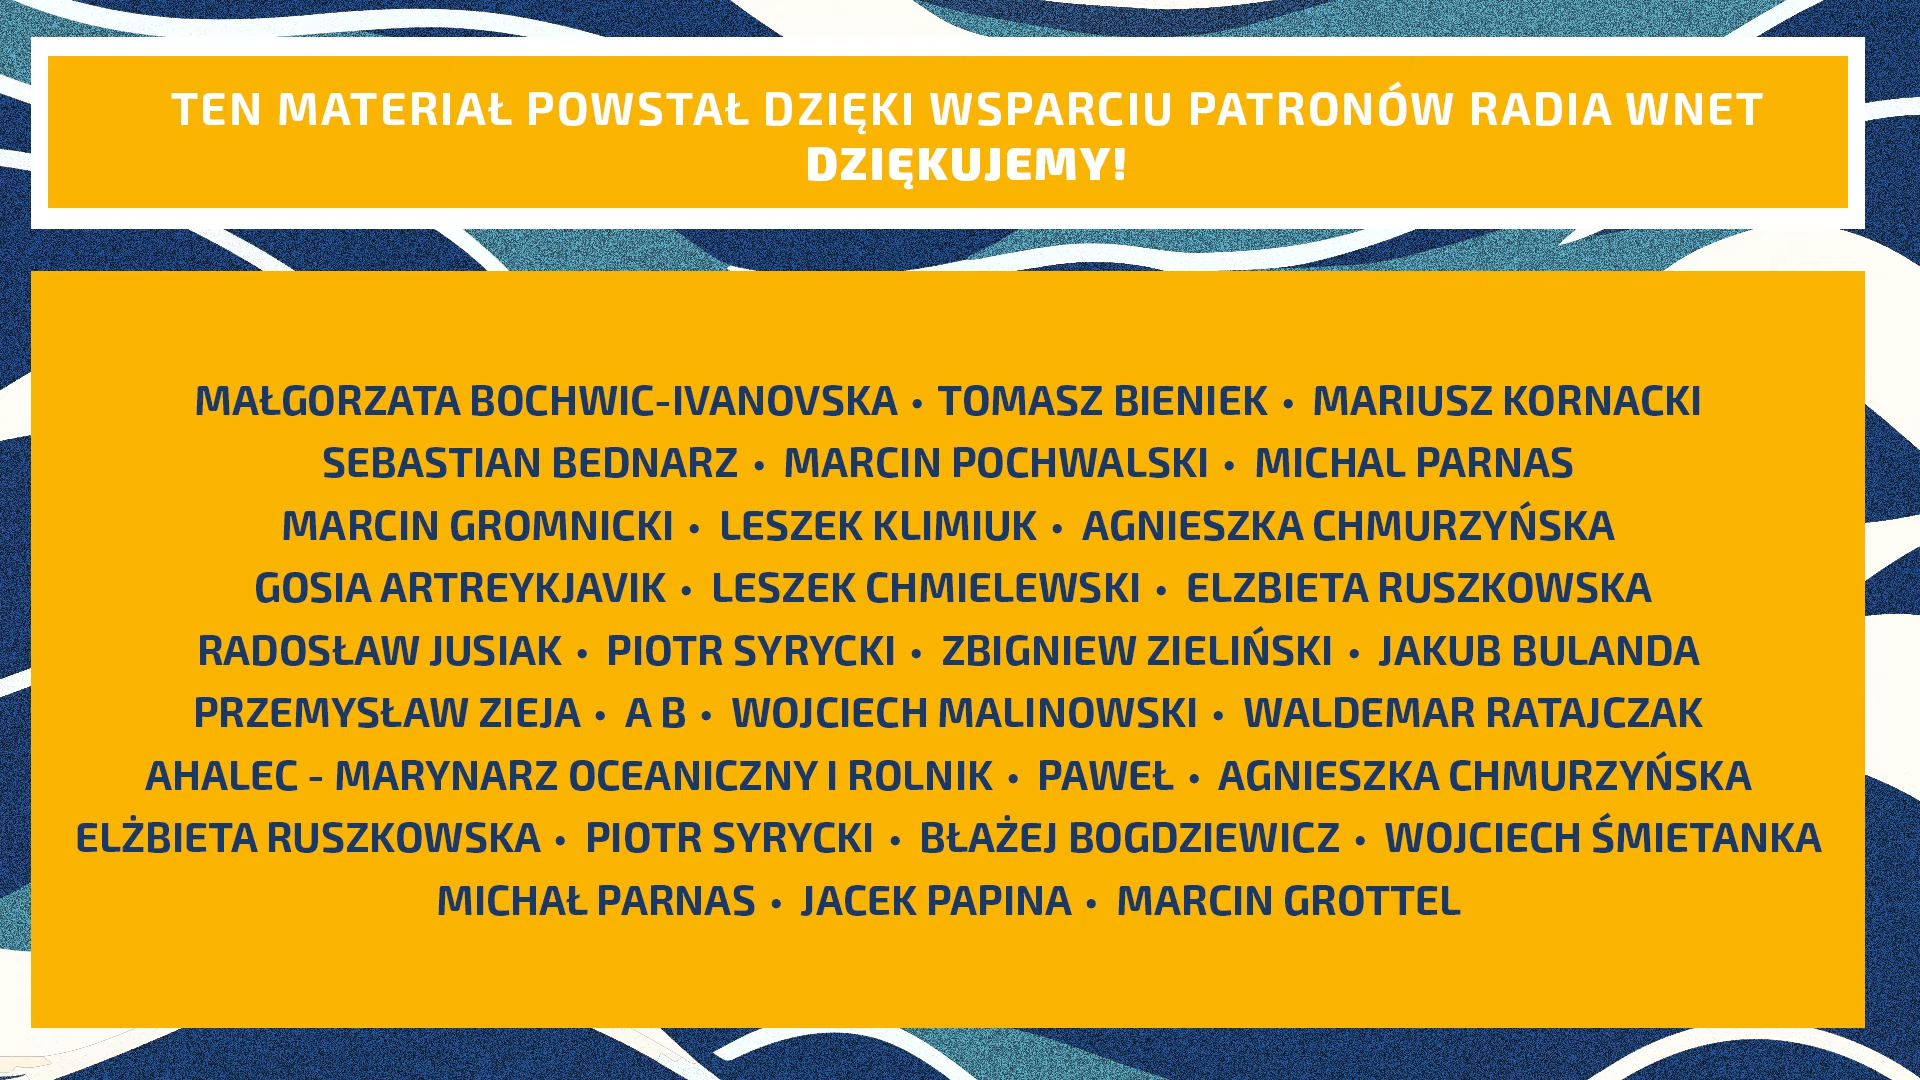 TEN MATERIAŁ POWSTAŁ DZIĘKI WSPARCIU PATRONÓW RADIA WNET
DZIĘKUJEMY!
MAŁGORZATA BOCHWIC-IVANOVSKA • TOMASZ BIENIEK • MARIUSZ KORNACKI
SEBASTIAN BEDNARZ • MARCIN POCHWALSKI • MICHAL PARNAS
MARCIN GROMNICKI • LESZEK KLIMIUK • AGNIESZKA CHMURZYŃSKA
GOSIA ARTREYKJAVIK • LESZEK CHMIELEWSKI • ELZBIETA RUSZKOWSKA
RADOSŁAW JUSIAK • PIOTR SYRYCKI • ZBIGNIEW ZIELIŃSKI • JAKUB BULANDA
PRZEMYSŁAW ZIEJA • A B • WOJCIECH MALINOWSKI • WALDEMAR RATAJCZAK
AHALEC - MARYNARZ OCEANICZNY I ROLNIK • PAWEŁ • AGNIESZKA CHMURZYŃSKA
ELŻBIETA RUSZKOWSKA • PIOTR SYRYCKI • BŁAŻEJ BOGDZIEWICZ • WOJCIECH ŚMIETANKA
MICHAŁ PARNAS • JACEK PAPINA • MARCIN GROTTEL